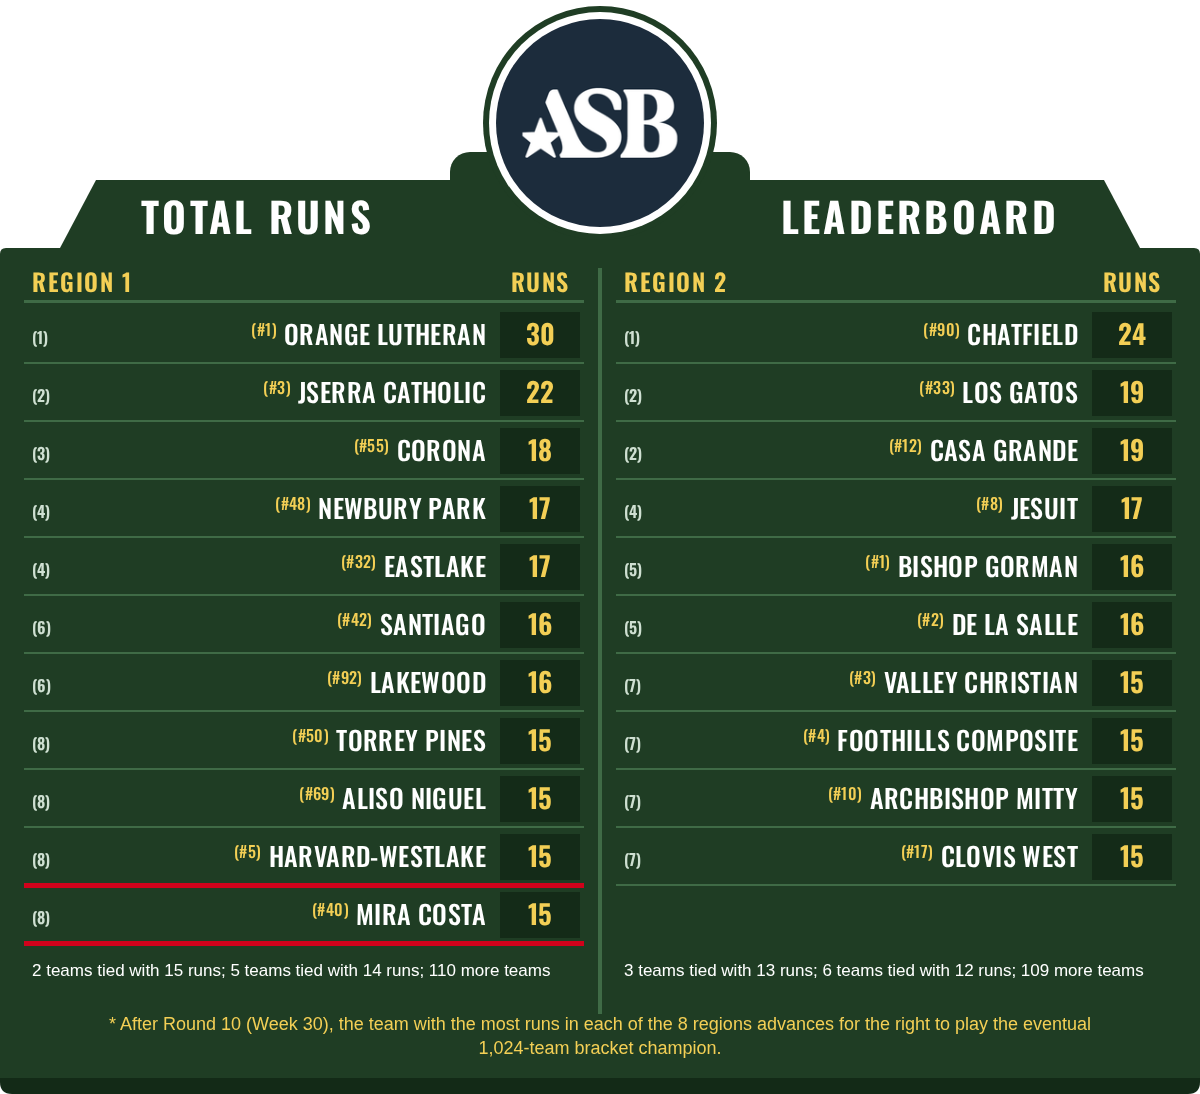 ASB
TOTAL RUNS
LEADERBOARD
REGION 1 RUNS
(1) (#1) ORANGE LUTHERAN 30
(2) (#3) JSERRA CATHOLIC 22
(3) (#55) CORONA 18
(4) (#48) NEWBURY PARK 17
(4) (#32) EASTLAKE 17
(6) (#42) SANTIAGO 16
(6) (#92) LAKEWOOD 16
(8) (#50) TORREY PINES 15
(8) (#69) ALISO NIGUEL 15
(8) (#5) HARVARD-WESTLAKE 15
(8) (#40) MIRA COSTA 15
2 teams tied with 15 runs; 5 teams tied with 14 runs; 110 more teams
REGION 2 RUNS
(1) (#90) CHATFIELD 24
(2) (#33) LOS GATOS 19
(2) (#12) CASA GRANDE 19
(4) (#8) JESUIT 17
(5) (#1) BISHOP GORMAN 16
(5) (#2) DE LA SALLE 16
(7) (#3) VALLEY CHRISTIAN 15
(7) (#4) FOOTHILLS COMPOSITE 15
(7) (#10) ARCHBISHOP MITTY 15
(7) (#17) CLOVIS WEST 15
3 teams tied with 13 runs; 6 teams tied with 12 runs; 109 more teams
* After Round 10 (Week 30), the team with the most runs in each of the 8 regions advances for the right to play the eventual
1,024-team bracket champion.